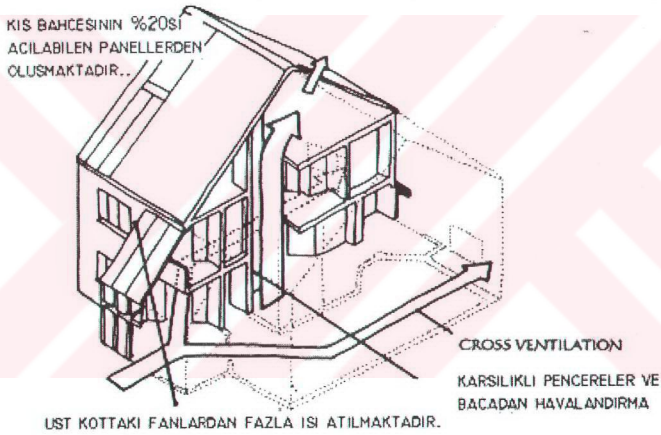 KIS BAHCESININ %20SI
ACILABILEN PANELLERDEN
OLUSMAKTADIR..
CROSS VENTILATION
KARSILIKLI PENCERELER VE
BACADAN HAVALANDIRMA
UST KOTTAKI FANLARDAN FAZLA ISI ATILMAKTADIR.